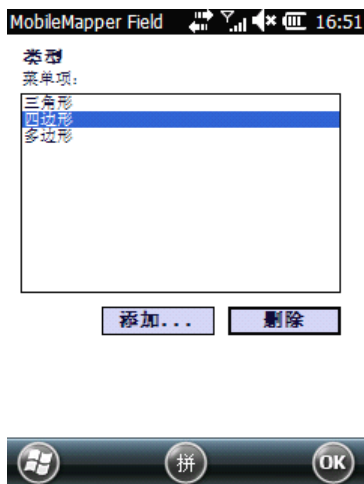 MobileMapper Field 16:51
类型
菜单项:
三角形
四边形
多边形
添加... 删除
拼 OK